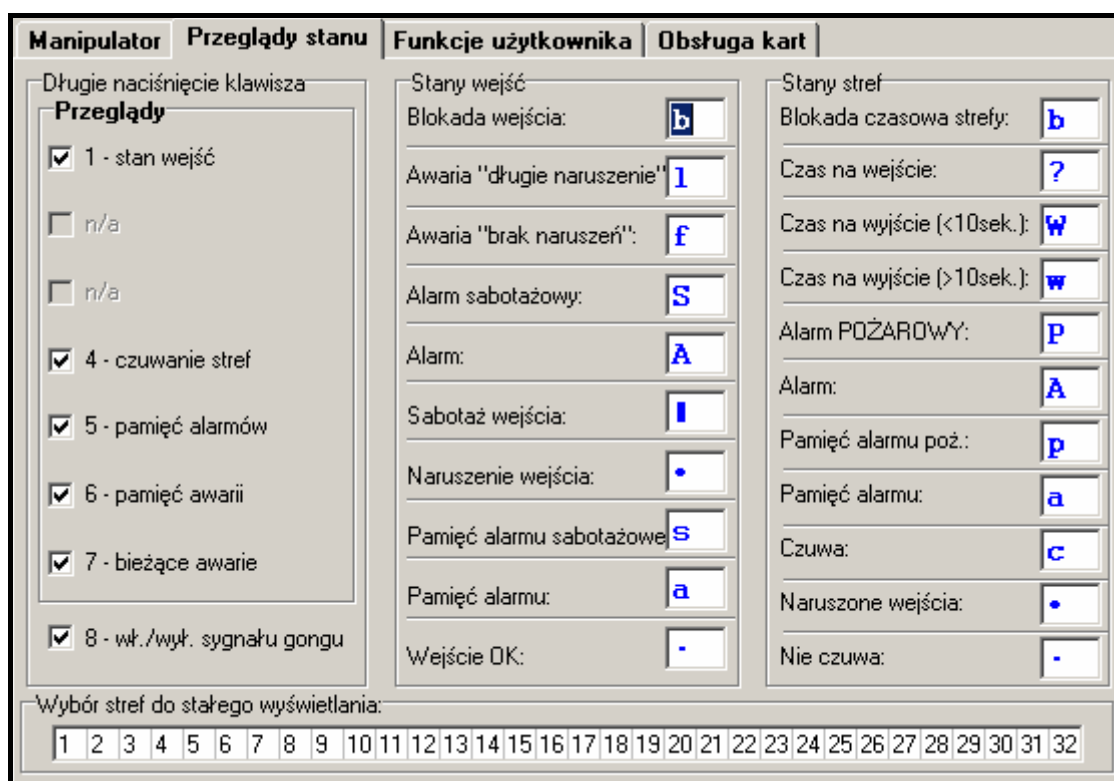 Manipulator Przeglądy stanu Funkcje użytkownika Obsługa kart
Długie naciśnięcie klawisza
Przeglądy
1 - stan wejść
n/a
n/a
4 - czuwanie stref
5 - pamięć alarmów
6 - pamięć awarii
7 - bieżące awarie
8 - wł./wył. sygnału gongu
Stany wejść
Blokada wejścia: b
Awaria "długie naruszenie" l
Awaria "brak naruszeń": f
Alarm sabotażowy: S
Alarm: A
Sabotaż wejścia: ▮
Naruszenie wejścia: •
Pamięć alarmu sabotażowe s
Pamięć alarmu: a
Wejście OK: ·
Stany stref
Blokada czasowa strefy: b
Czas na wejście: ?
Czas na wyjście (<10sek.): W
Czas na wyjście (>10sek.): w
Alarm POŻAROWY: P
Alarm: A
Pamięć alarmu poż.: p
Pamięć alarmu: a
Czuwa: c
Naruszone wejścia: •
Nie czuwa: ·
Wybór stref do stałego wyświetlania:
1 2 3 4 5 6 7 8 9 10 11 12 13 14 15 16 17 18 19 20 21 22 23 24 25 26 27 28 29 30 31 32